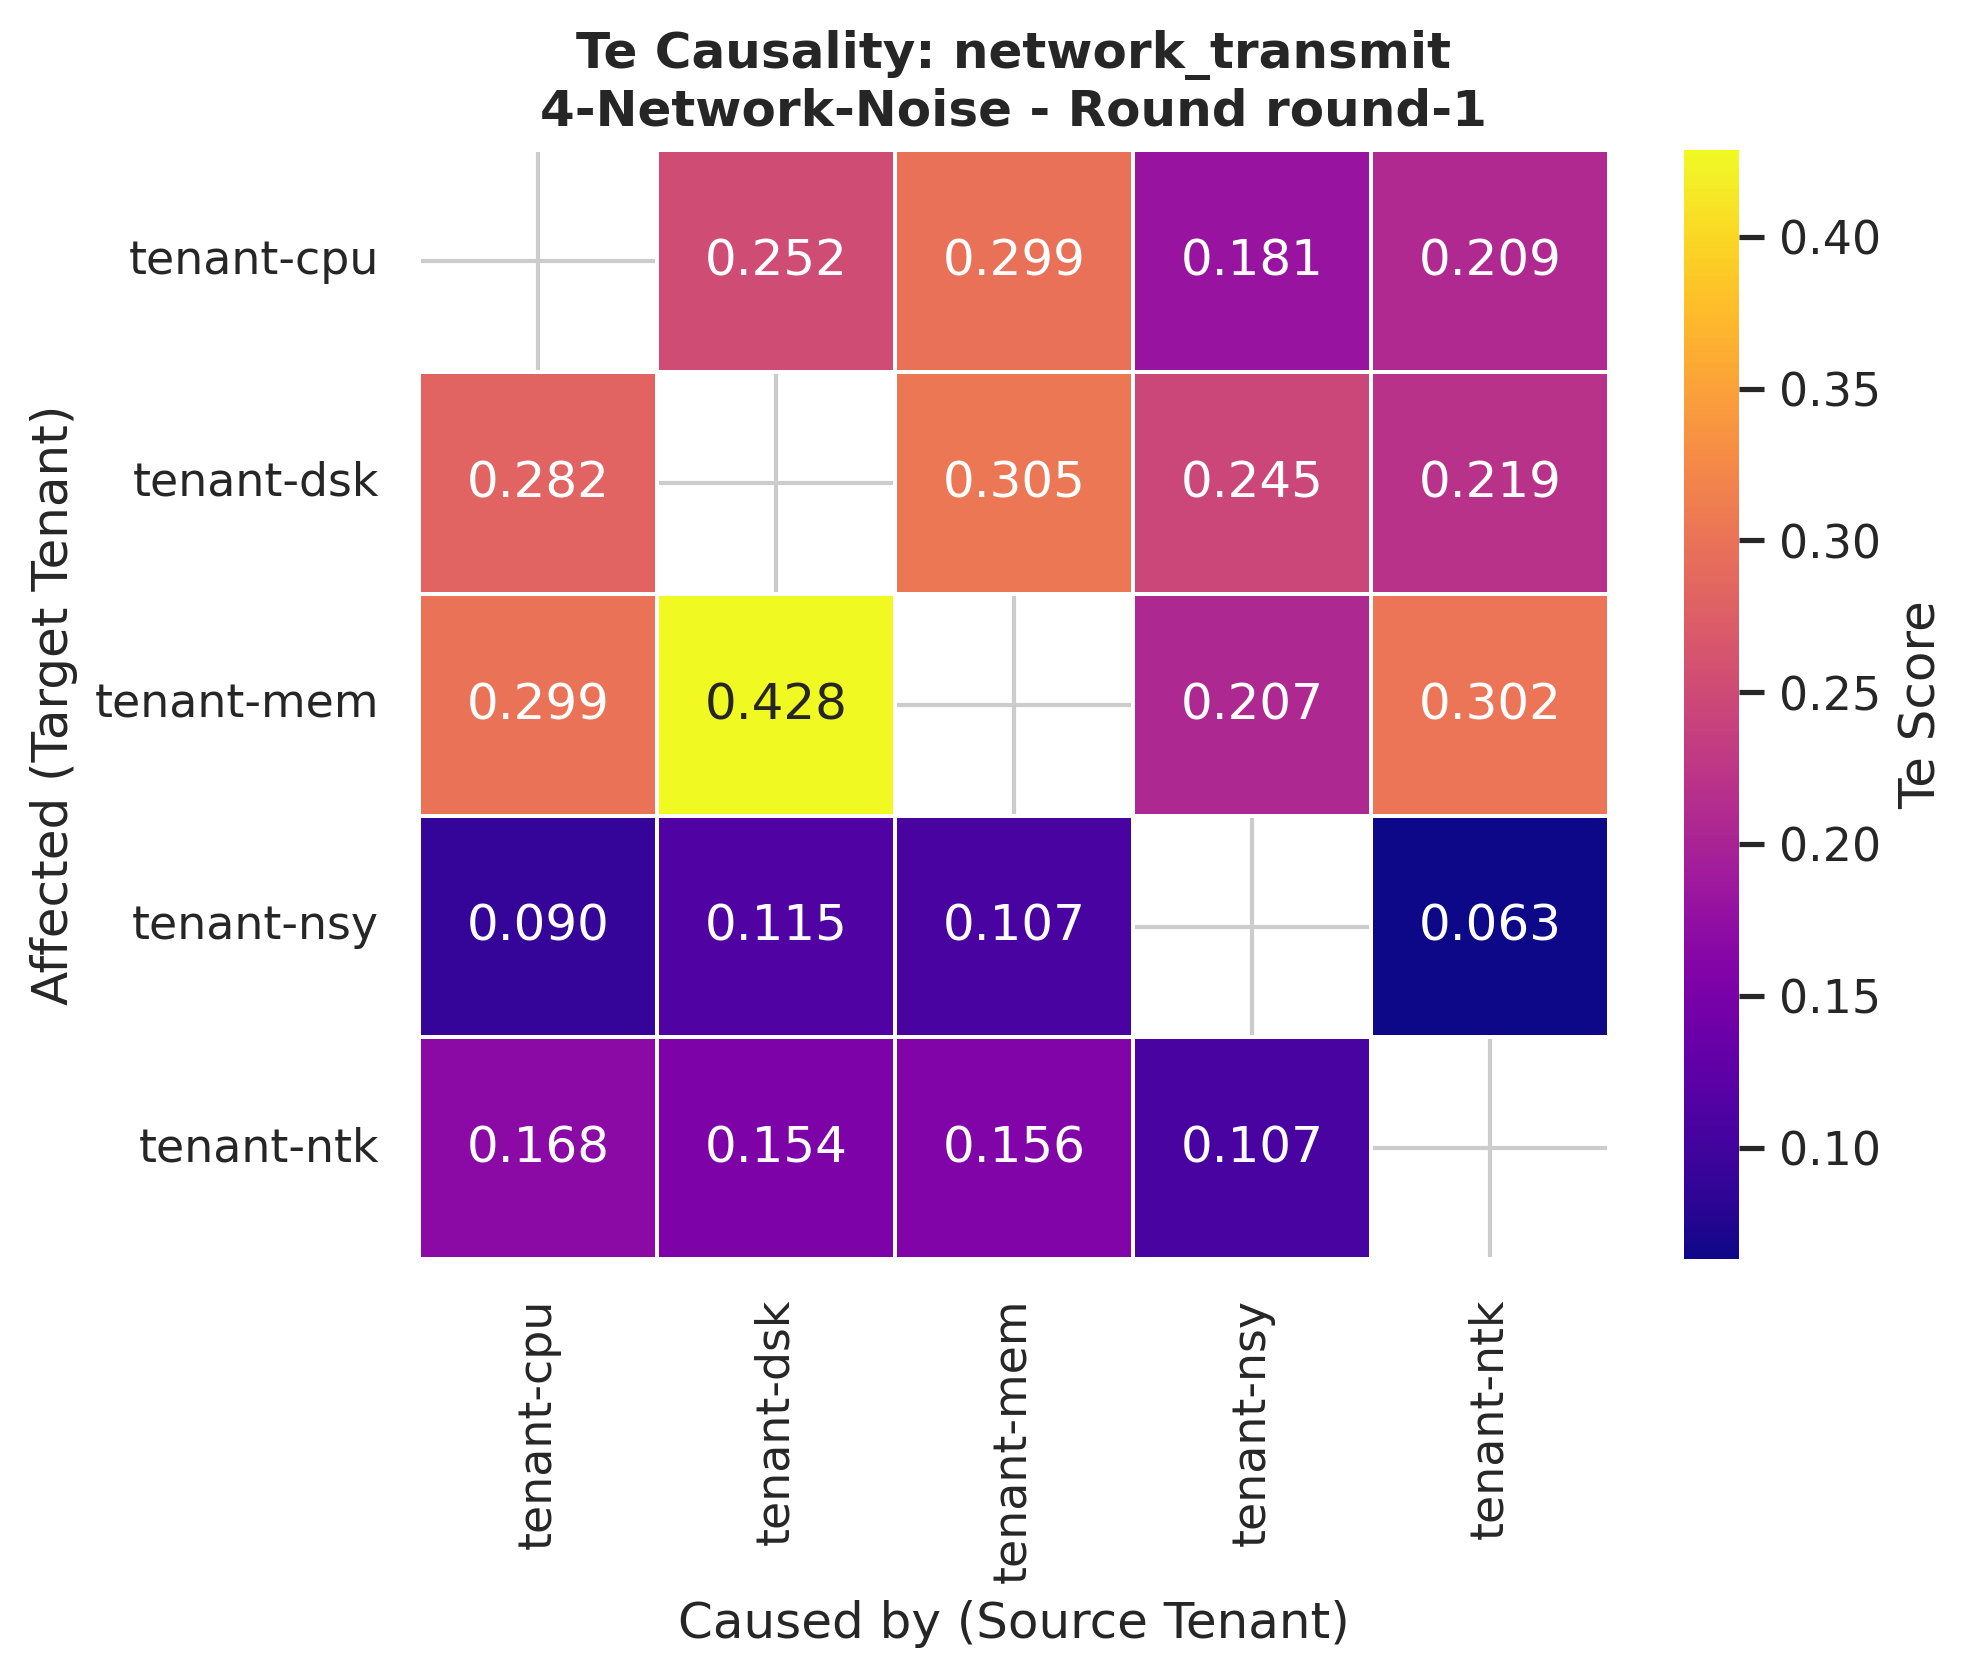 Te Causality: network_transmit
4-Network-Noise - Round round-1
Affected (Target Tenant)
tenant-cpu 0.252 0.299 0.181 0.209
tenant-dsk 0.282 0.305 0.245 0.219
tenant-mem 0.299 0.428 0.207 0.302
tenant-nsy 0.090 0.115 0.107 0.063
tenant-ntk 0.168 0.154 0.156 0.107
tenant-cpu tenant-dsk tenant-mem tenant-nsy tenant-ntk
Caused by (Source Tenant)
0.40
0.35
0.30
0.25
0.20
0.15
0.10
Te Score